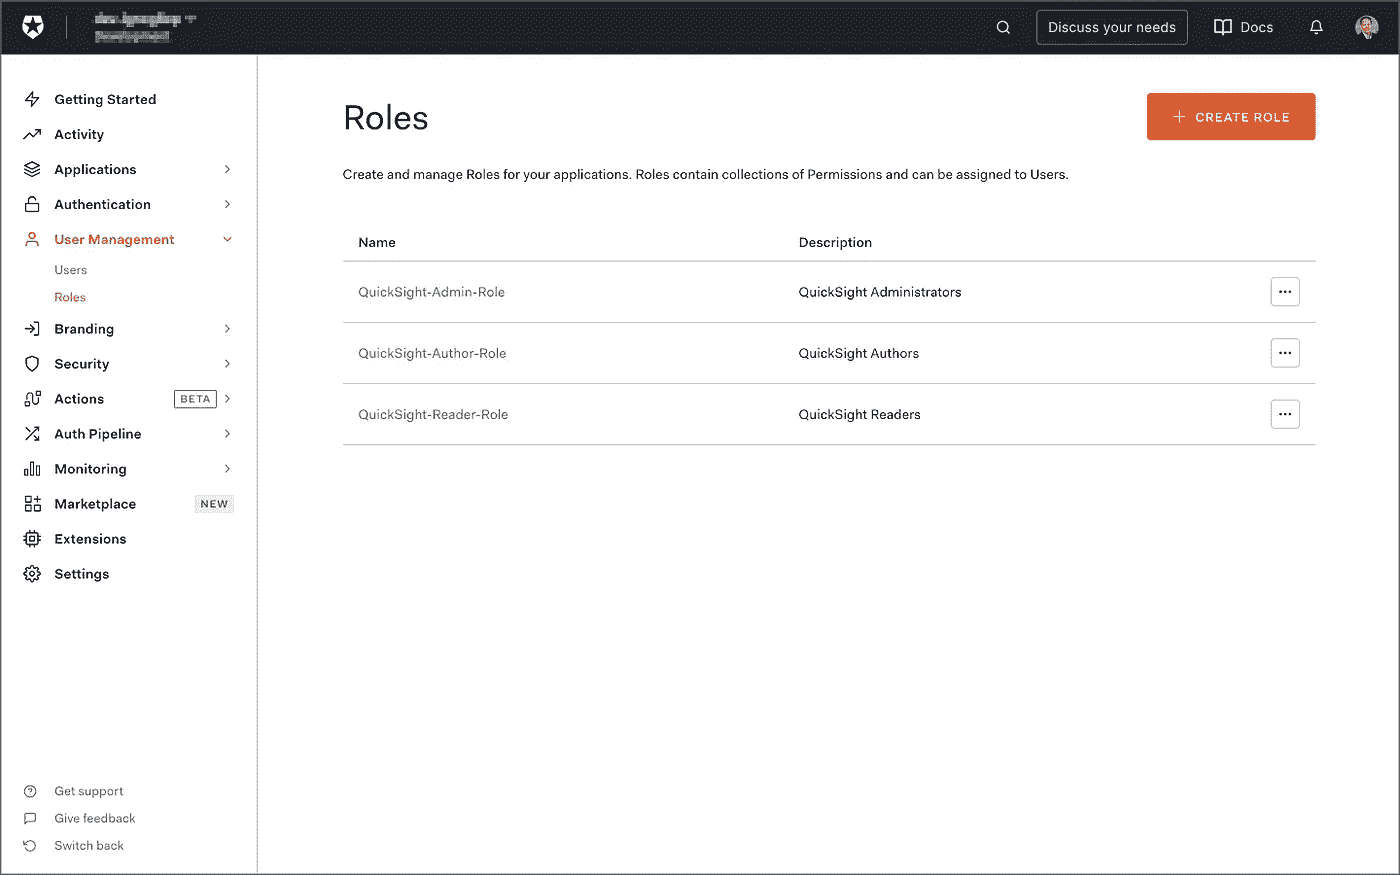 Discuss your needs
Docs
Getting Started
Activity
Applications
Authentication
User Management
Users
Roles
Branding
Security
Actions BETA
Auth Pipeline
Monitoring
Marketplace NEW
Extensions
Settings
Get support
Give feedback
Switch back
Roles
+ CREATE ROLE
Create and manage Roles for your applications. Roles contain collections of Permissions and can be assigned to Users.
Name Description
QuickSight-Admin-Role QuickSight Administrators ...
QuickSight-Author-Role QuickSight Authors ...
QuickSight-Reader-Role QuickSight Readers ...